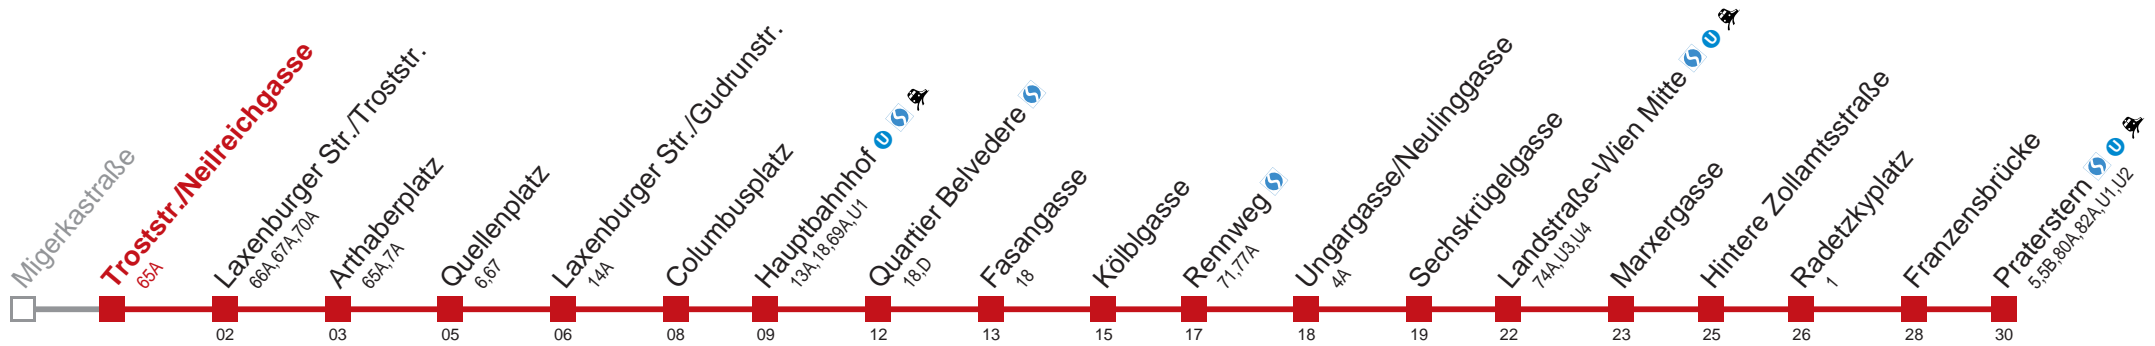 Migerkastraße
Troststr./Neilreichgasse
65A
Laxenburger Str./Troststr.
66A,67A,70A
02
Arthaberplatz
65A,7A
03
Quellenplatz
6,67
05
Laxenburger Str./Gudrunstr.
14A
06
Columbusplatz
08
Hauptbahnhof U S
13A,18,69A,U1
09
Quartier Belvedere S
18,D
12
Fasangasse
18
13
Kölblgasse
15
Rennweg S
71,77A
17
Ungargasse/Neulinggasse
4A
18
Sechskrügelgasse
19
Landstraße-Wien Mitte S U
74A,U3,U4
22
Marxergasse
23
Hintere Zollamtsstraße
25
Radetzkyplatz
1
26
Franzensbrücke
28
Praterstern S U
5,5B,80A,82A,U1,U2
30